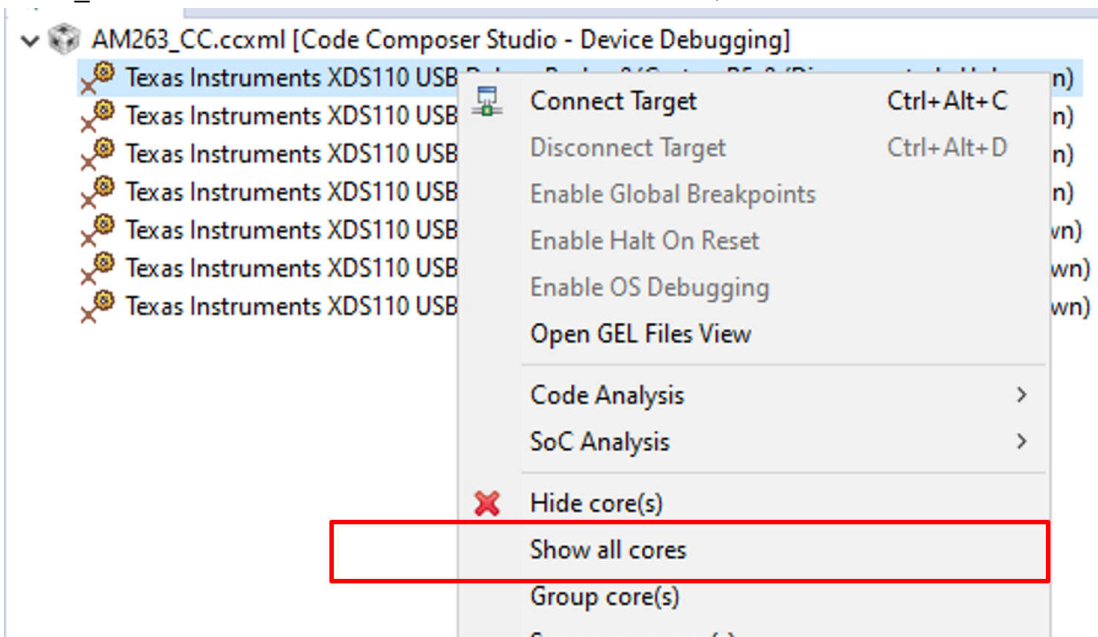 AM263_CC.ccxml [Code Composer Studio - Device Debugging]
Texas Instruments XDS110 USB
n)
Texas Instruments XDS110 USB
n)
Texas Instruments XDS110 USB
n)
Texas Instruments XDS110 USB
n)
Texas Instruments XDS110 USB
vn)
Texas Instruments XDS110 USB
wn)
Texas Instruments XDS110 USB
wn)
Connect Target Ctrl+Alt+C
Disconnect Target Ctrl+Alt+D
Enable Global Breakpoints
Enable Halt On Reset
Enable OS Debugging
Open GEL Files View
Code Analysis
SoC Analysis
Hide core(s)
Show all cores
Group core(s)